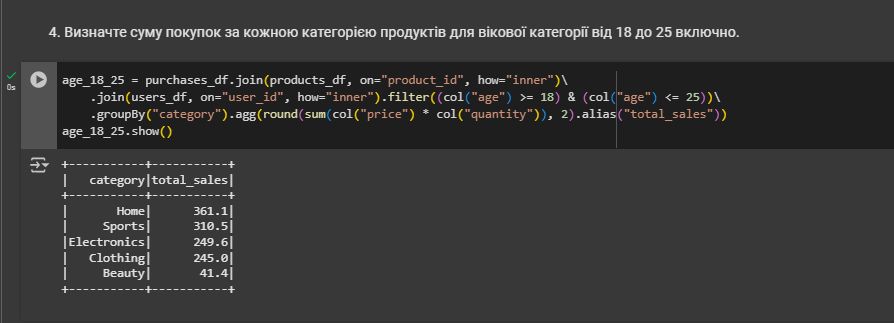 4. Визначте суму покупок за кожною категорією продуктів для вікової категорії від 18 до 25 включно.
0s
age_18_25 = purchases_df.join(products_df, on="product_id", how="inner")\
    .join(users_df, on="user_id", how="inner").filter((col("age") >= 18) & (col("age") <= 25))\
    .groupBy("category").agg(round(sum(col("price") * col("quantity")), 2).alias("total_sales"))
age_18_25.show()
+-----------+-----------+
|   category|total_sales|
+-----------+-----------+
|       Home|      361.1|
|     Sports|      310.5|
|Electronics|      249.6|
|   Clothing|      245.0|
|     Beauty|       41.4|
+-----------+-----------+